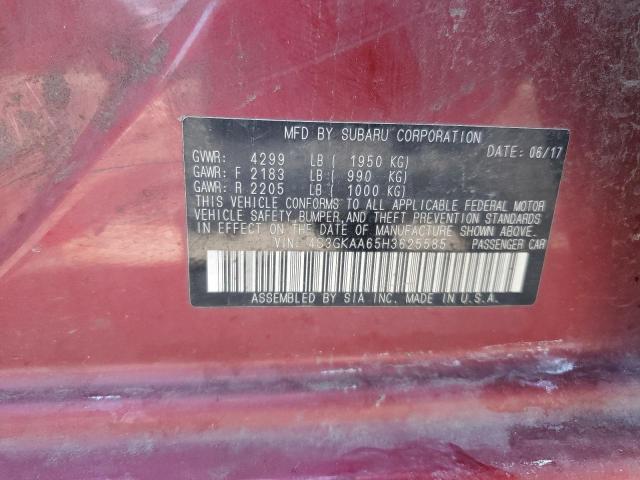 MFD BY SUBARU CORPORATION
DATE: 06/17
GVWR: 4299 LB ( 1950 KG)
GAWR: F 2183 LB ( 990 KG)
GAWR: R 2205 LB ( 1000 KG)
THIS VEHICLE CONFORMS TO ALL APPLICABLE FEDERAL MOTOR
VEHICLE SAFETY, BUMPER, AND THEFT PREVENTION STANDARDS
IN EFFECT ON THE DATE OF MANUFACTURE SHOWN ABOVE.
VIN: 4S3GKAA65H3625585 PASSENGER CAR
ASSEMBLED BY SIA INC. MADE IN U.S.A.